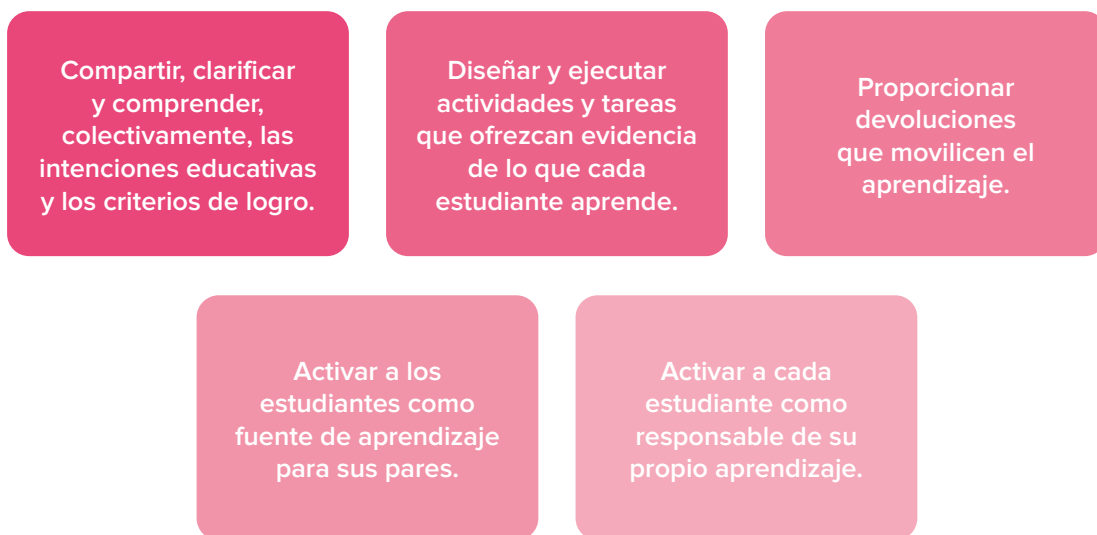 Compartir, clarificar
y comprender,
colectivamente, las
intenciones educativas
y los criterios de logro.
Diseñar y ejecutar
actividades y tareas
que ofrezcan evidencia
de lo que cada
estudiante aprende.
Proporcionar
devoluciones
que movilicen el
aprendizaje.
Activar a los
estudiantes como
fuente de aprendizaje
para sus pares.
Activar a cada
estudiante como
responsable de su
propio aprendizaje.